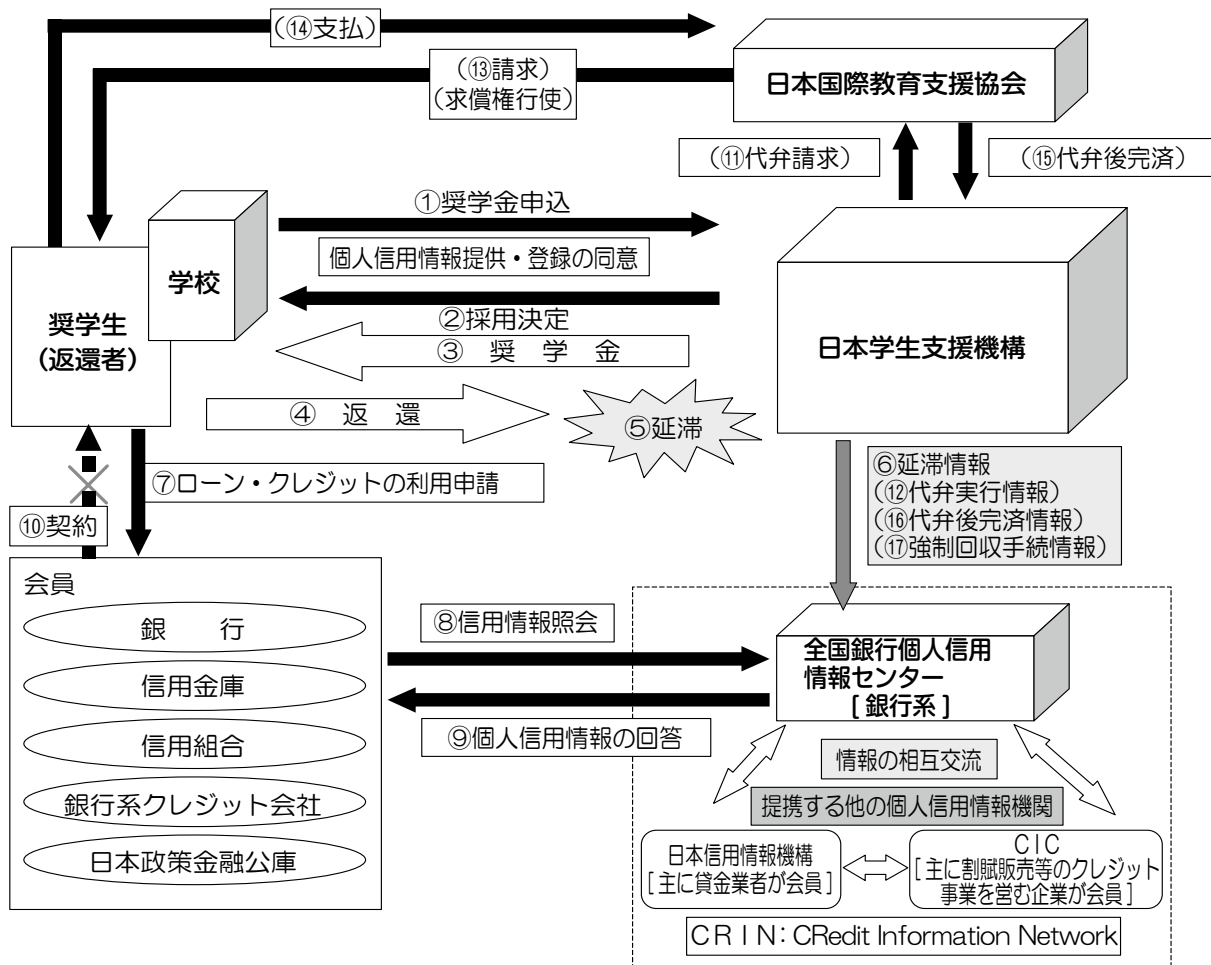 （⑭支払）
（⑬請求）
（求償権行使）
日本国際教育支援協会
（⑪代弁請求）
（⑮代弁後完済）
①奨学金申込
個人信用情報提供・登録の同意
学校
奨学生
（返還者）
②採用決定
③　奨　学　金
日本学生支援機構
④　返　還
⑤延滞
⑥延滞情報
（⑫代弁実行情報）
（⑯代弁後完済情報）
（⑰強制回収手続情報）
⑦ローン・クレジットの利用申請
⑩契約
会員
銀　行
信用金庫
信用組合
銀行系クレジット会社
日本政策金融公庫
⑧信用情報照会
⑨個人信用情報の回答
全国銀行個人信用
情報センター
［銀行系］
情報の相互交流
提携する他の個人信用情報機関
日本信用情報機構
［主に貸金業者が会員］
ＣＩＣ
［主に割賦販売等のクレジット
事業を営む企業が会員］
ＣＲＩＮ：CRedit Information Network